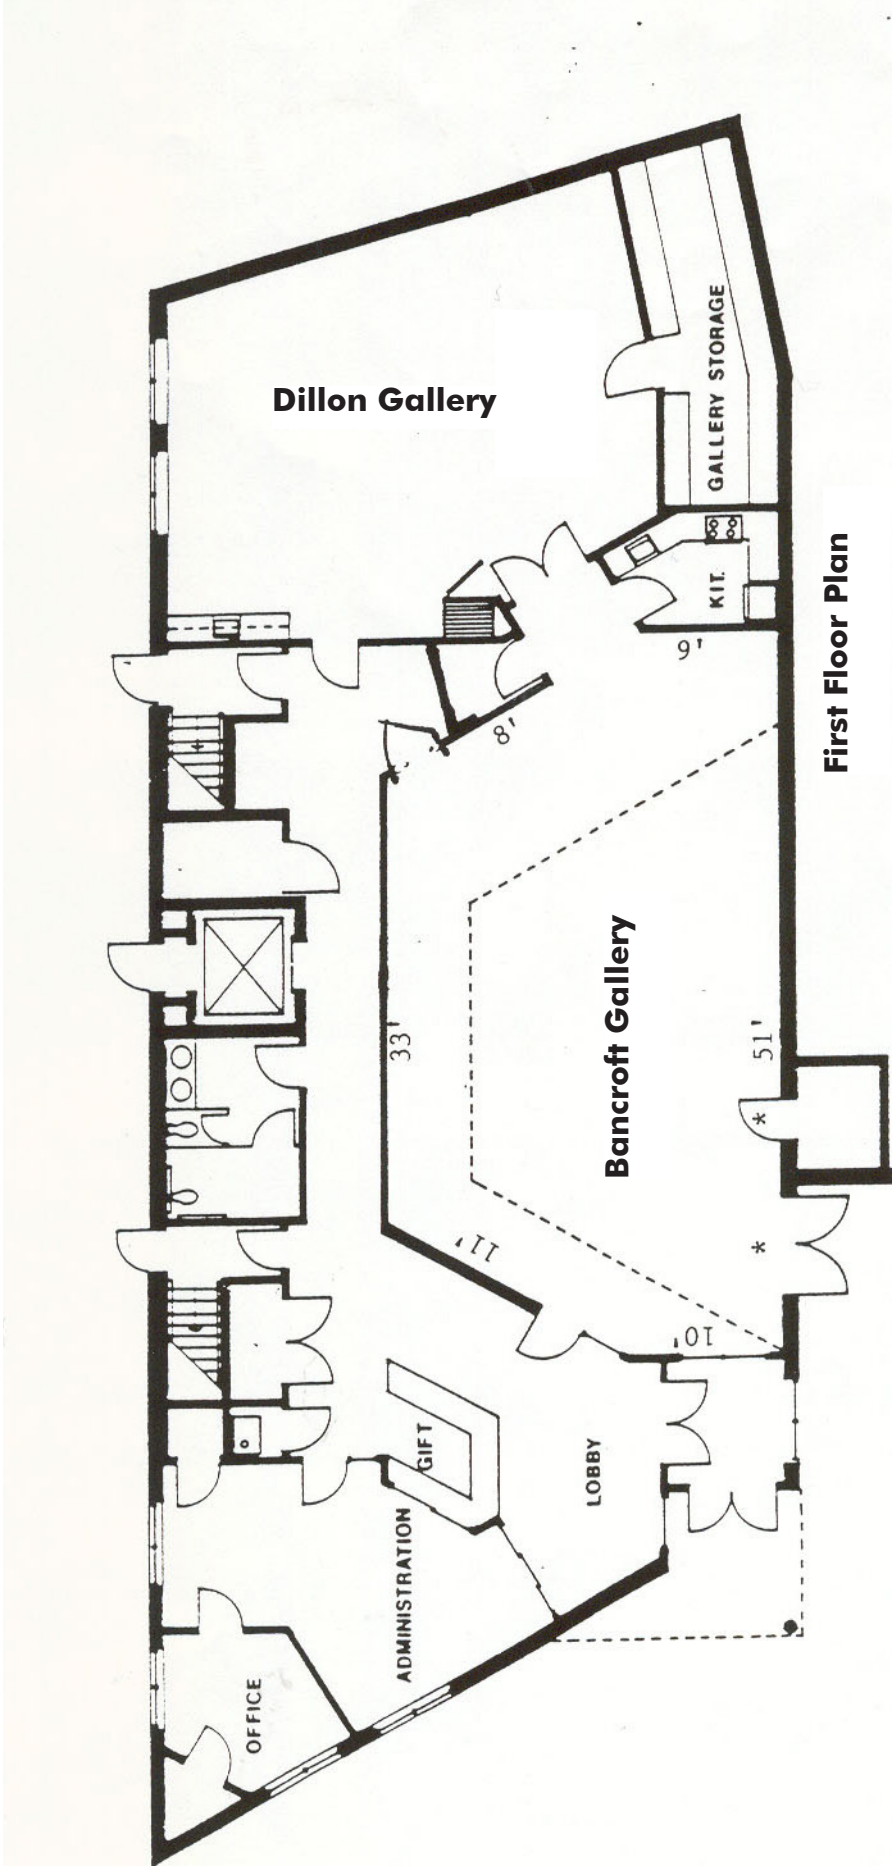 Dillon Gallery
GALLERY STORAGE
KIT.
9'
8'
First Floor Plan
33'
Bancroft Gallery
51'
*
*
11'
10'
GIFT
LOBBY
ADMINISTRATION
OFFICE